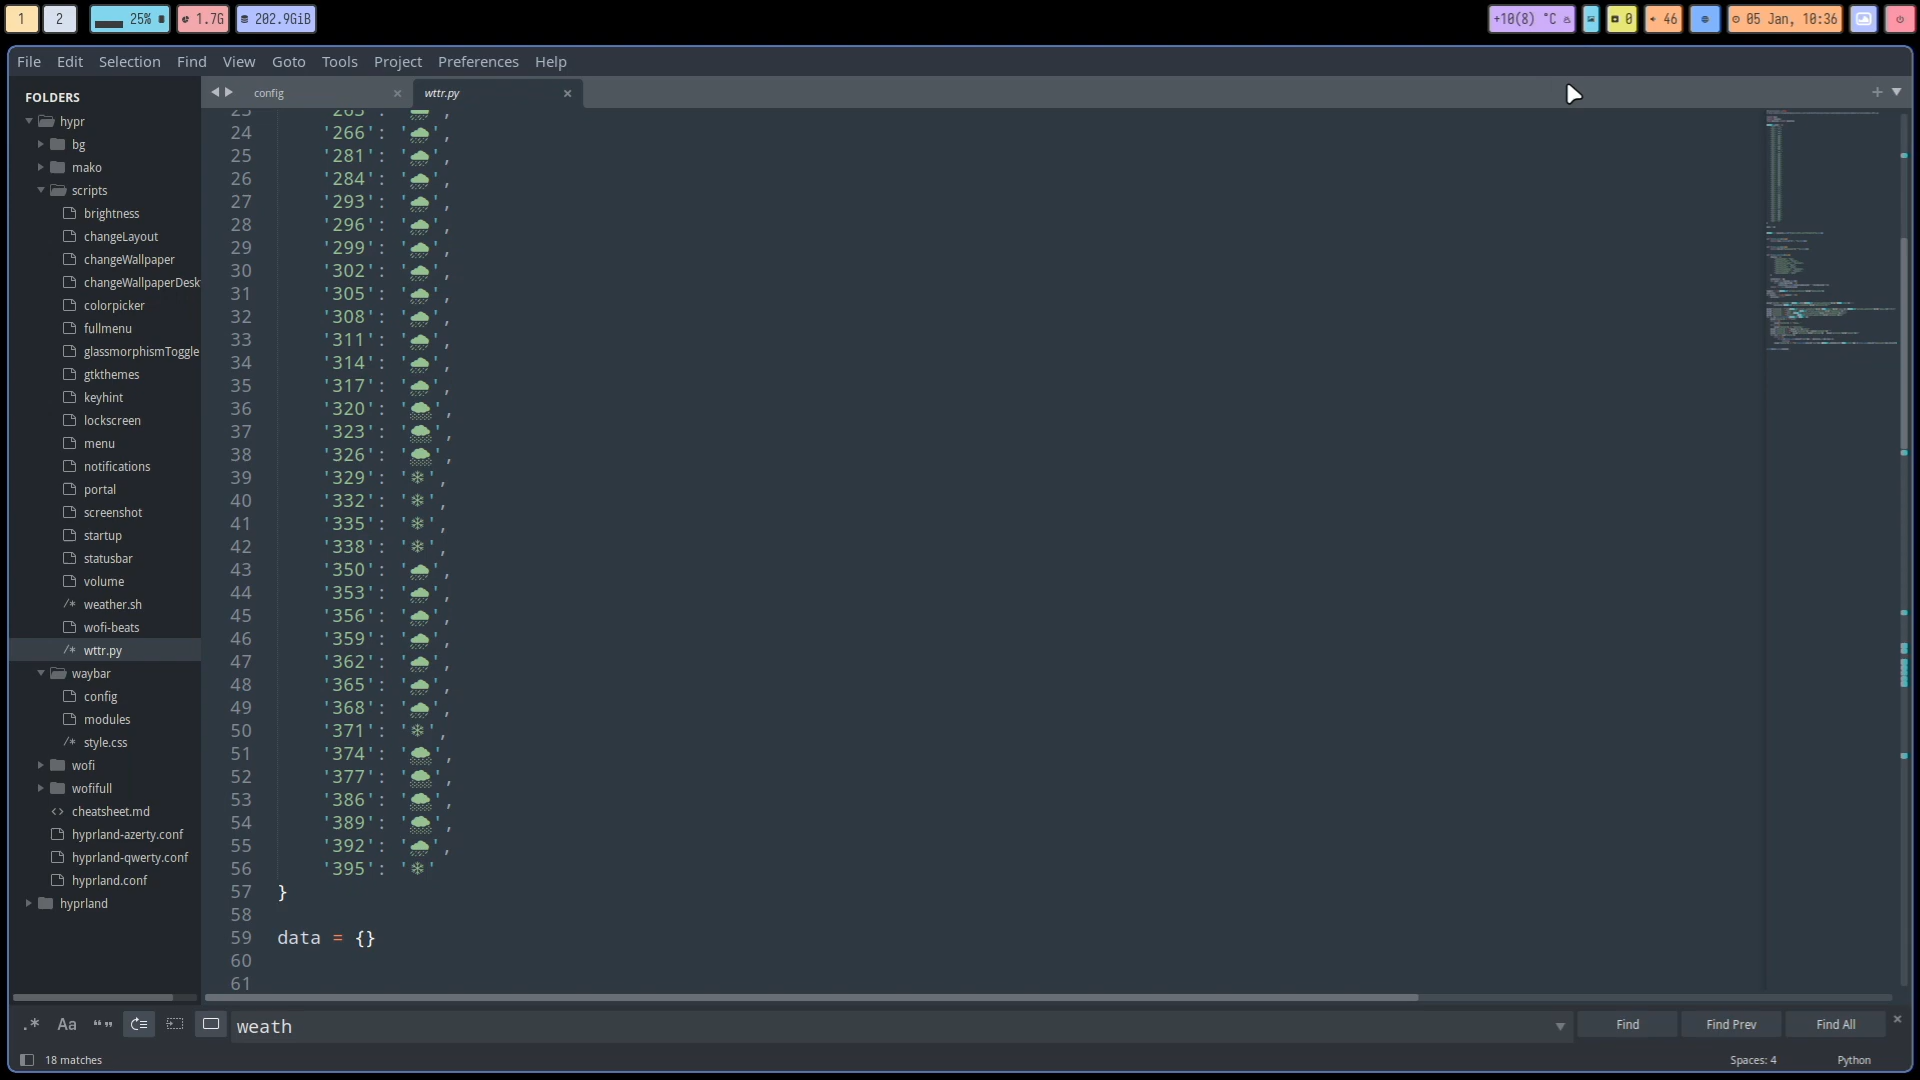 1 2 25% 1.7G 202.9GiB +10(8) °C 0 46 05 Jan, 10:36
File Edit Selection Find View Goto Tools Project Preferences Help
FOLDERS
hypr
bg
mako
scripts
brightness
changeLayout
changeWallpaper
changeWallpaperDesk
colorpicker
fullmenu
glassmorphismToggle
gtkthemes
keyhint
lockscreen
menu
notifications
portal
screenshot
startup
statusbar
volume
/* weather.sh
wofi-beats
/* wttr.py
waybar
config
modules
/* style.css
wofi
wofifull
<> cheatsheet.md
hyprland-azerty.conf
hyprland-qwerty.conf
hyprland.conf
hyprland
config × wttr.py ×
24 '266': '🌧',
25 '281': '🌧',
26 '284': '🌧',
27 '293': '🌧',
28 '296': '🌧',
29 '299': '🌧',
30 '302': '🌧',
31 '305': '🌧',
32 '308': '🌧',
33 '311': '🌧',
34 '314': '🌧',
35 '317': '🌧',
36 '320': '🌨',
37 '323': '🌨',
38 '326': '🌨',
39 '329': '❄',
40 '332': '❄',
41 '335': '❄',
42 '338': '❄',
43 '350': '🌧',
44 '353': '🌧',
45 '356': '🌧',
46 '359': '🌧',
47 '362': '🌧',
48 '365': '🌧',
49 '368': '🌧',
50 '371': '❄',
51 '374': '🌨',
52 '377': '🌨',
53 '386': '🌨',
54 '389': '🌨',
55 '392': '🌧',
56 '395': '❄'
57 }
58
59 data = {}
60
61
.* Aa “” weath Find Find Prev Find All ×
18 matches Spaces: 4 Python